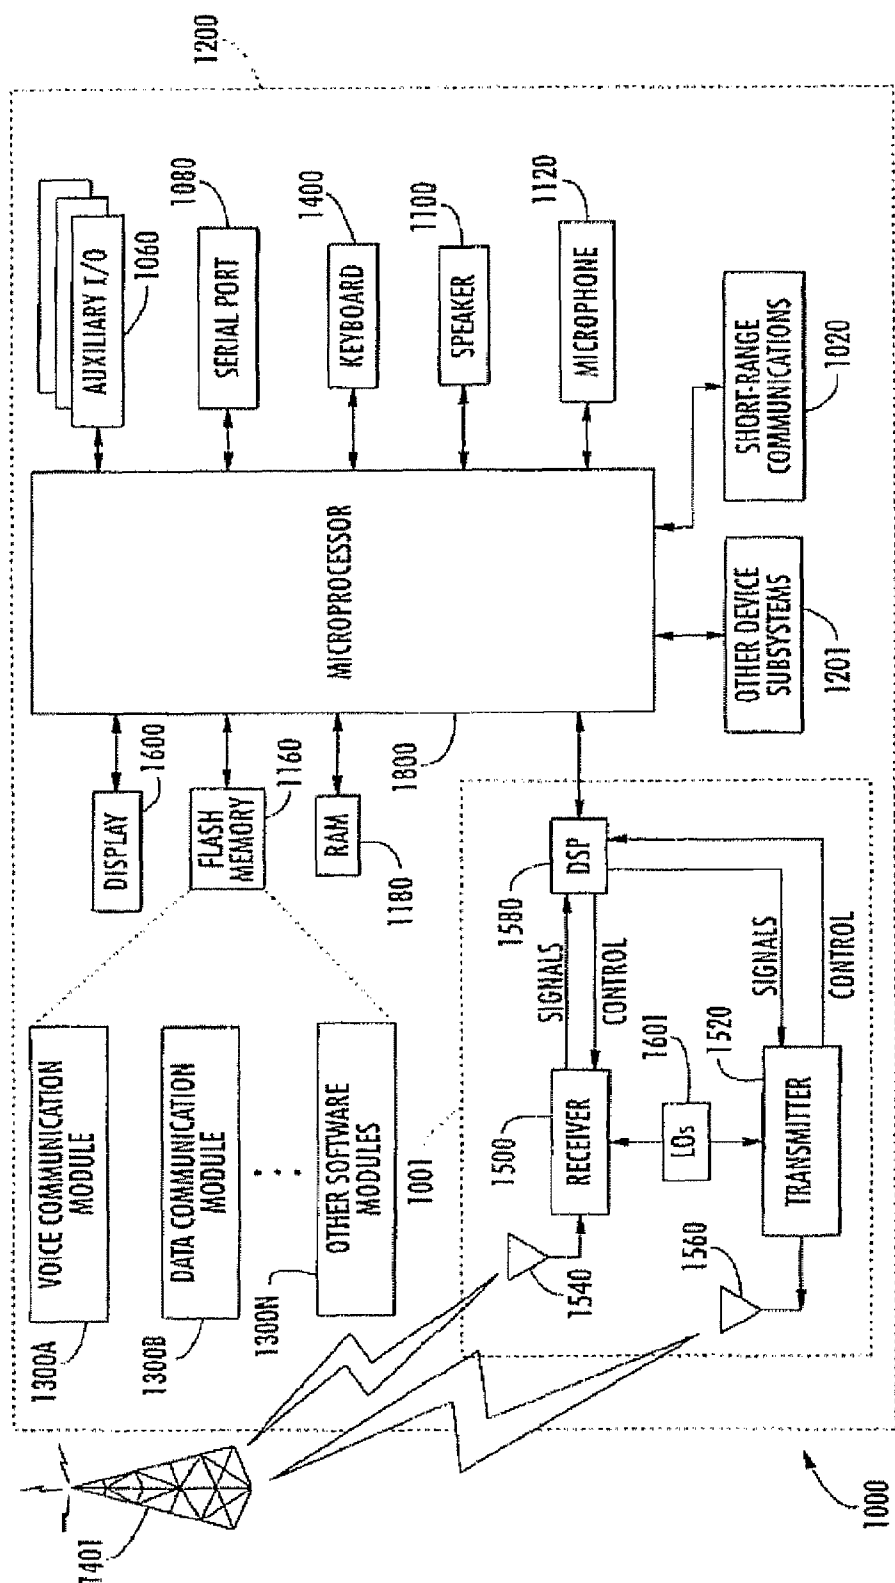 1200
AUXILIARY I/O
1060
SERIAL PORT
1080
KEYBOARD
1400
SPEAKER
1100
MICROPHONE
1120
SHORT-RANGE
COMMUNICATIONS
1020
OTHER DEVICE
SUBSYSTEMS
1201
MICROPROCESSOR
1800
DISPLAY
1600
FLASH
MEMORY
1160
RAM
1180
VOICE COMMUNICATION
MODULE
1300A
DATA COMMUNICATION
MODULE
1300B
OTHER SOFTWARE
MODULES
1300N
1001
DSP
1580
SIGNALS
CONTROL
SIGNALS
CONTROL
RECEIVER
1500
LOs
1601
TRANSMITTER
1520
1540
1560
1401
1000